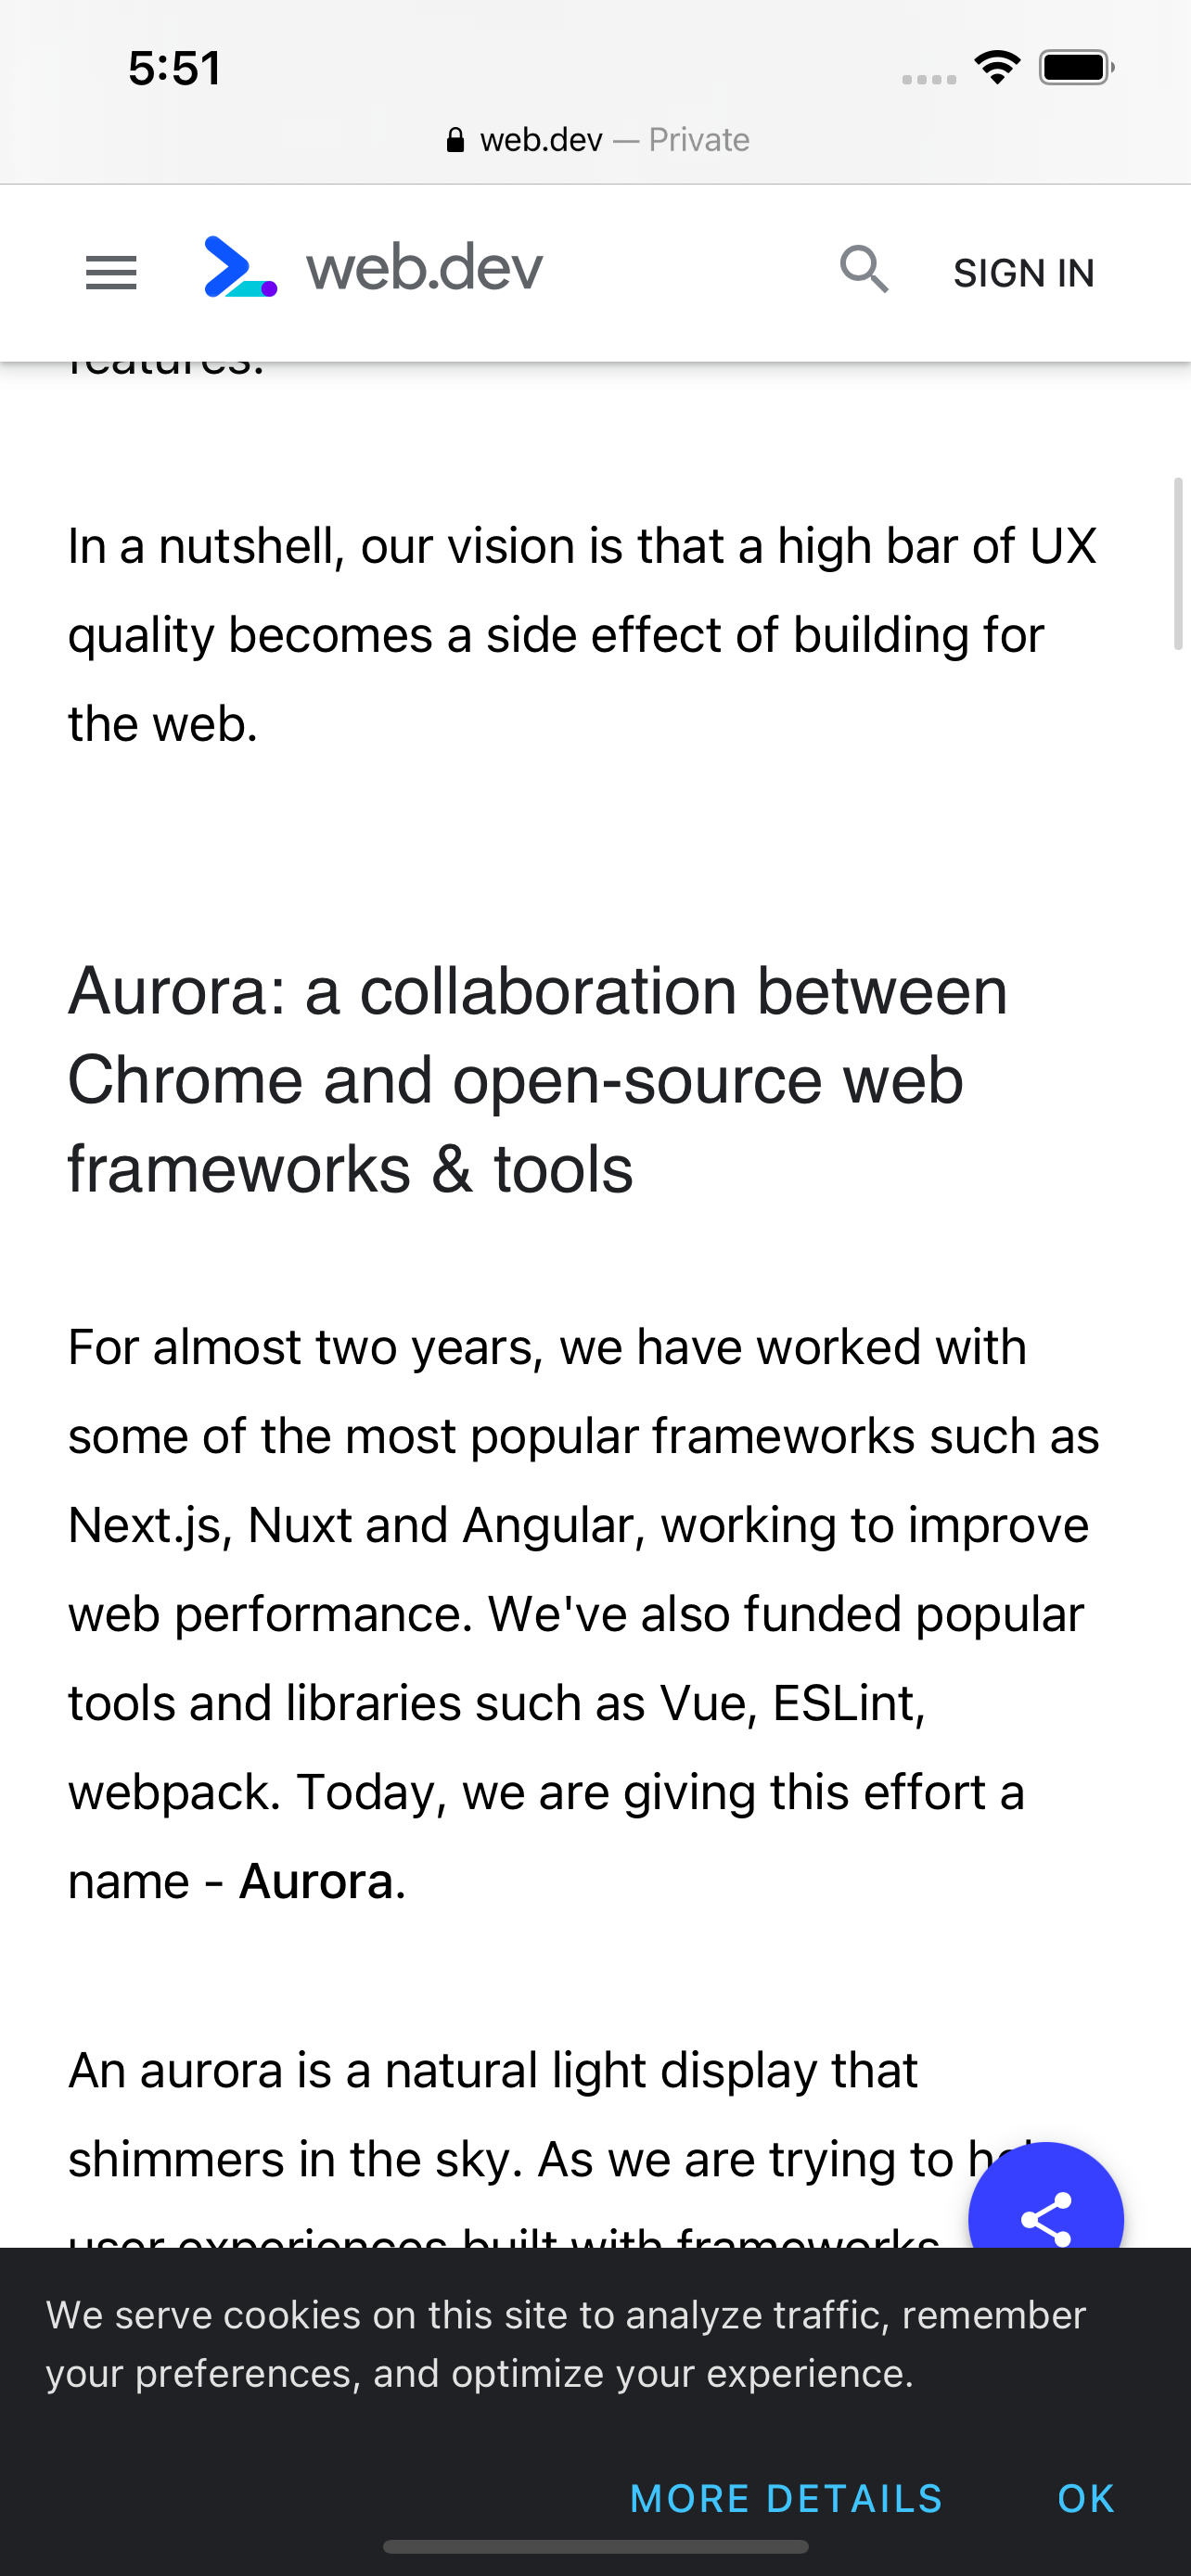 5:51
web.dev — Private
web.dev
SIGN IN
features.
In a nutshell, our vision is that a high bar of UX
quality becomes a side effect of building for
the web.
Aurora: a collaboration between
Chrome and open-source web
frameworks & tools
For almost two years, we have worked with
some of the most popular frameworks such as
Next.js, Nuxt and Angular, working to improve
web performance. We've also funded popular
tools and libraries such as Vue, ESLint,
webpack. Today, we are giving this effort a
name - Aurora.
An aurora is a natural light display that
shimmers in the sky. As we are trying to
user experiences built with frameworks
We serve cookies on this site to analyze traffic, remember
your preferences, and optimize your experience.
MORE DETAILS
OK